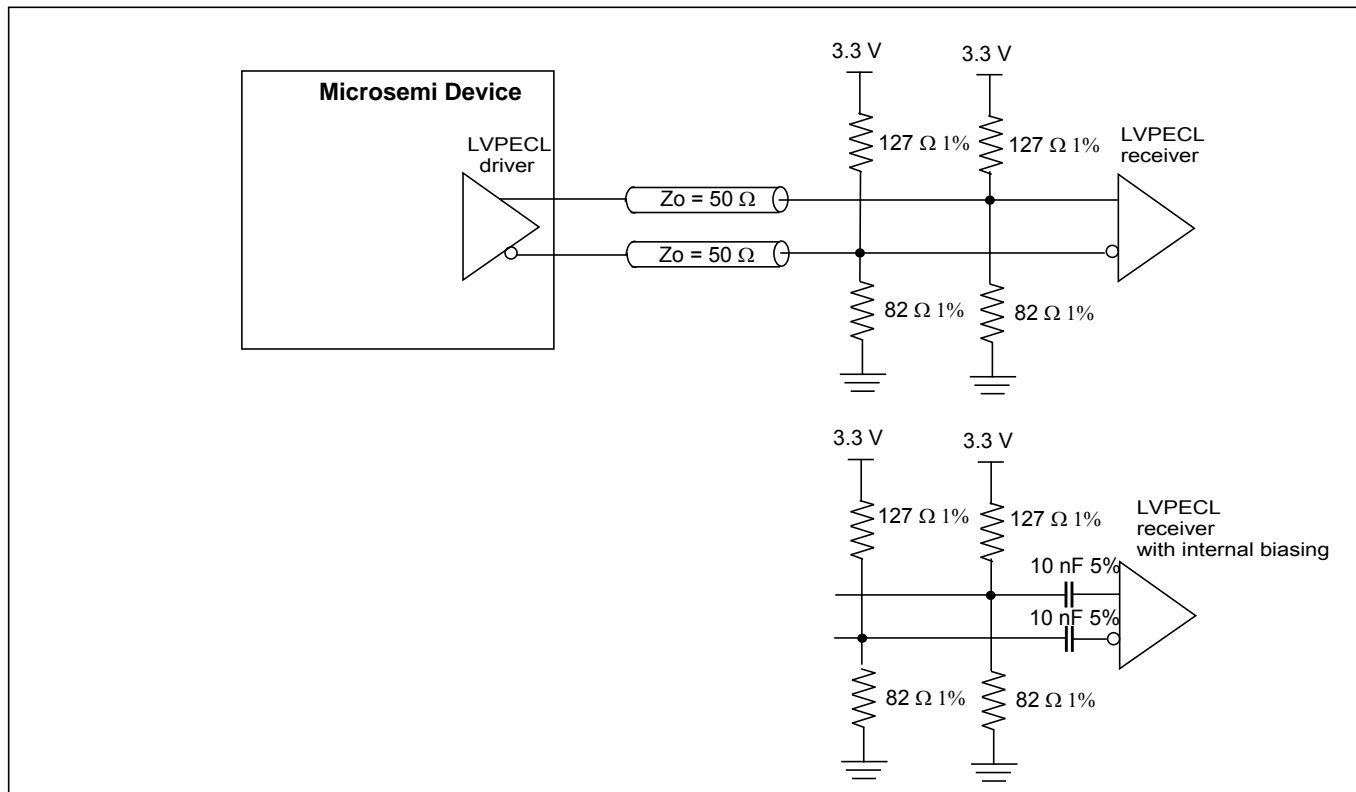 3.3 V
3.3 V
Microsemi Device
LVPECL
driver
127 Ω 1%
127 Ω 1%
LVPECL
receiver
Zo = 50 Ω
Zo = 50 Ω
82 Ω 1%
82 Ω 1%
3.3 V
3.3 V
127 Ω 1%
127 Ω 1%
LVPECL
receiver
with internal biasing
10 nF 5%
10 nF 5%
82 Ω 1%
82 Ω 1%